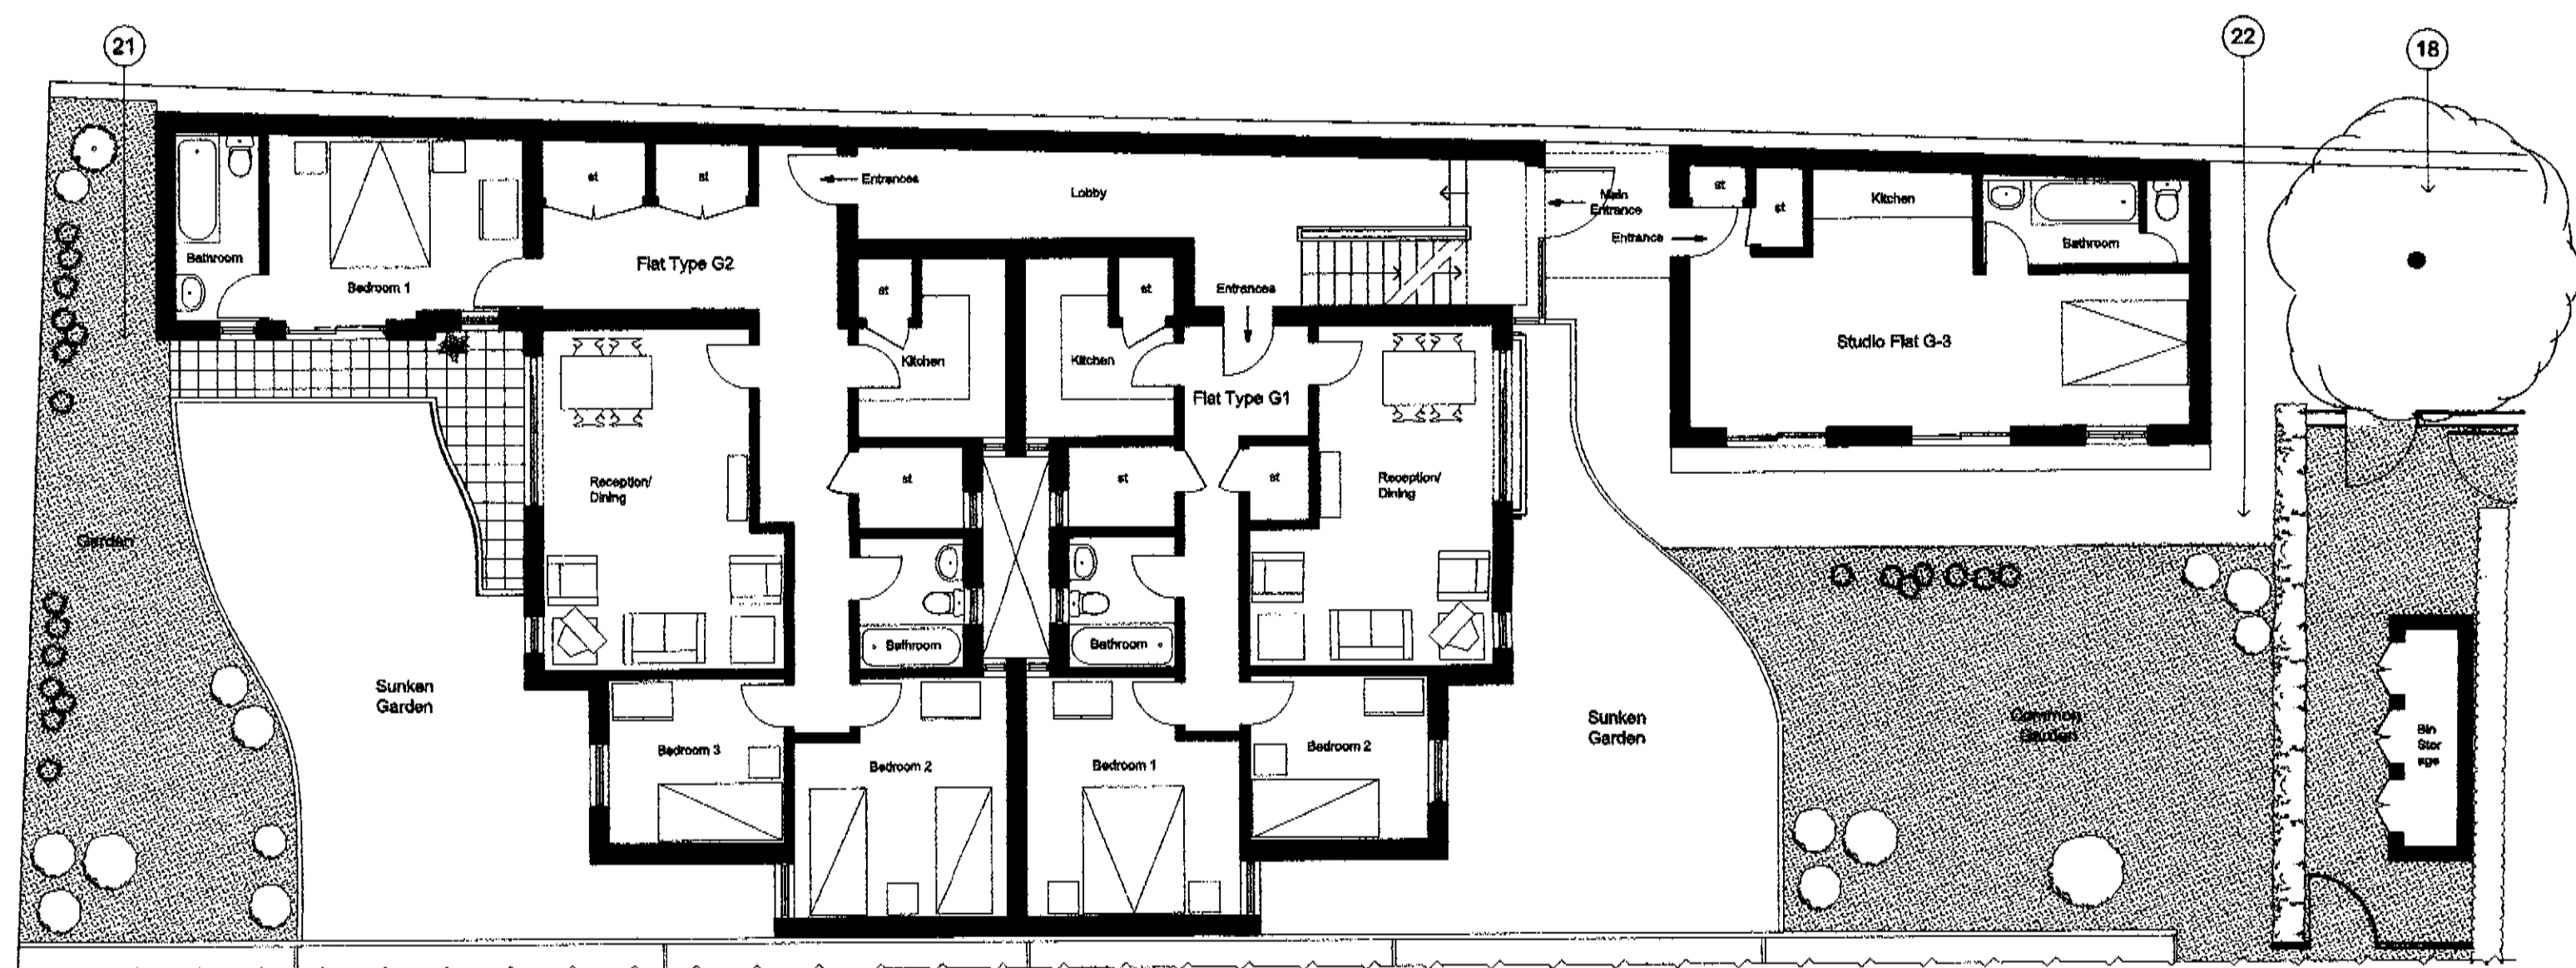 21
22
18
st
st
Entrances
Lobby
Main
Entrance
Entrance
st
st
Kitchen
Bathroom
Bathroom
Bedroom 1
Flat Type G2
st
Kitchen
st
Kitchen
Entrances
Flat Type G1
Studio Flat G-3
Reception/
Dining
st
st
st
Reception/
Dining
Garden
Bathroom
Bathroom
Sunken
Garden
Bedroom 3
Bedroom 2
Bedroom 1
Bedroom 2
Sunken
Garden
Common
Garden
Bin
Stor
age